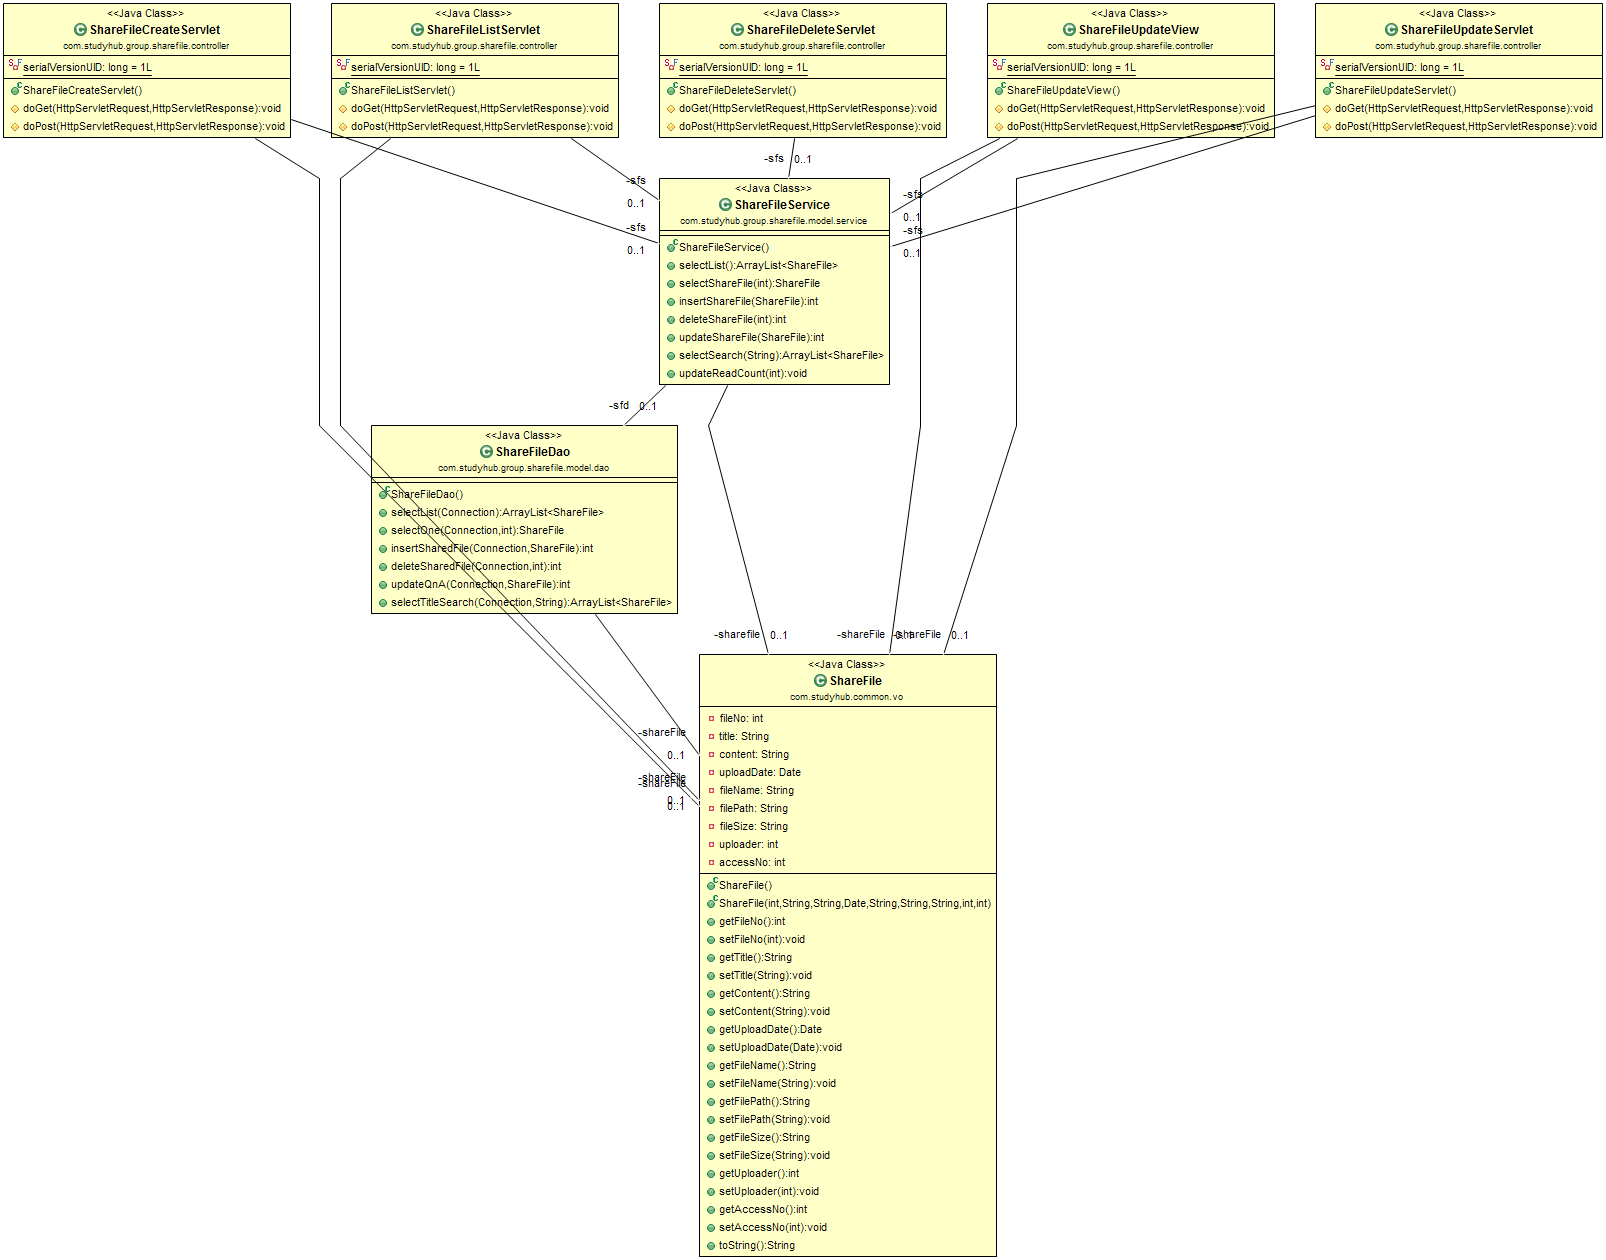 <<Java Class>>
ShareFileCreateServlet
com.studyhub.group.sharefile.controller
serialVersionUID: long = 1L
ShareFileCreateServlet()
doGet(HttpServletRequest,HttpServletResponse):void
doPost(HttpServletRequest,HttpServletResponse):void
<<Java Class>>
ShareFileListServlet
com.studyhub.group.sharefile.controller
serialVersionUID: long = 1L
ShareFileListServlet()
doGet(HttpServletRequest,HttpServletResponse):void
doPost(HttpServletRequest,HttpServletResponse):void
<<Java Class>>
ShareFileDeleteServlet
com.studyhub.group.sharefile.controller
serialVersionUID: long = 1L
ShareFileDeleteServlet()
doGet(HttpServletRequest,HttpServletResponse):void
doPost(HttpServletRequest,HttpServletResponse):void
<<Java Class>>
ShareFileUpdateView
com.studyhub.group.sharefile.controller
serialVersionUID: long = 1L
ShareFileUpdateView()
doGet(HttpServletRequest,HttpServletResponse):void
doPost(HttpServletRequest,HttpServletResponse):void
<<Java Class>>
ShareFileUpdateServlet
com.studyhub.group.sharefile.controller
serialVersionUID: long = 1L
ShareFileUpdateServlet()
doGet(HttpServletRequest,HttpServletResponse):void
doPost(HttpServletRequest,HttpServletResponse):void
-sfs 0..1
-sfs
0..1
-sfs
0..1
-sfs
0..1
-sfs
0..1
<<Java Class>>
ShareFileService
com.studyhub.group.sharefile.model.service
ShareFileService()
selectList():ArrayList<ShareFile>
selectShareFile(int):ShareFile
insertShareFile(ShareFile):int
deleteShareFile(int):int
updateShareFile(ShareFile):int
selectSearch(String):ArrayList<ShareFile>
updateReadCount(int):void
-sfd 0..1
<<Java Class>>
ShareFileDao
com.studyhub.group.sharefile.model.dao
ShareFileDao()
selectList(Connection):ArrayList<ShareFile>
selectOne(Connection,int):ShareFile
insertSharedFile(Connection,ShareFile):int
deleteSharedFile(Connection,int):int
updateQnA(Connection,ShareFile):int
selectTitleSearch(Connection,String):ArrayList<ShareFile>
-sharefile 0..1
-shareFile 0..1
-shareFile 0..1
-shareFile
0..1
-shareFile
-shareFile
0..1
0..1
<<Java Class>>
ShareFile
com.studyhub.common.vo
fileNo: int
title: String
content: String
uploadDate: Date
fileName: String
filePath: String
fileSize: String
uploader: int
accessNo: int
ShareFile()
ShareFile(int,String,String,Date,String,String,String,int,int)
getFileNo():int
setFileNo(int):void
getTitle():String
setTitle(String):void
getContent():String
setContent(String):void
getUploadDate():Date
setUploadDate(Date):void
getFileName():String
setFileName(String):void
getFilePath():String
setFilePath(String):void
getFileSize():String
setFileSize(String):void
getUploader():int
setUploader(int):void
getAccessNo():int
setAccessNo(int):void
toString():String